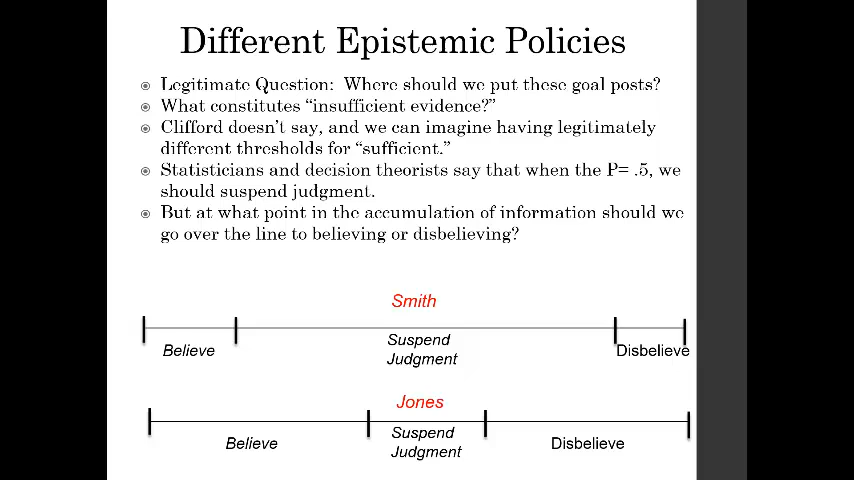 Different Epistemic Policies
Legitimate Question: Where should we put these goal posts?
What constitutes “insufficient evidence?”
Clifford doesn’t say, and we can imagine having legitimately
different thresholds for “sufficient.”
Statisticians and decision theorists say that when the P= .5, we
should suspend judgment.
But at what point in the accumulation of information should we
go over the line to believing or disbelieving?
Smith
Believe
Suspend
Judgment
Disbelieve
Jones
Believe
Suspend
Judgment
Disbelieve